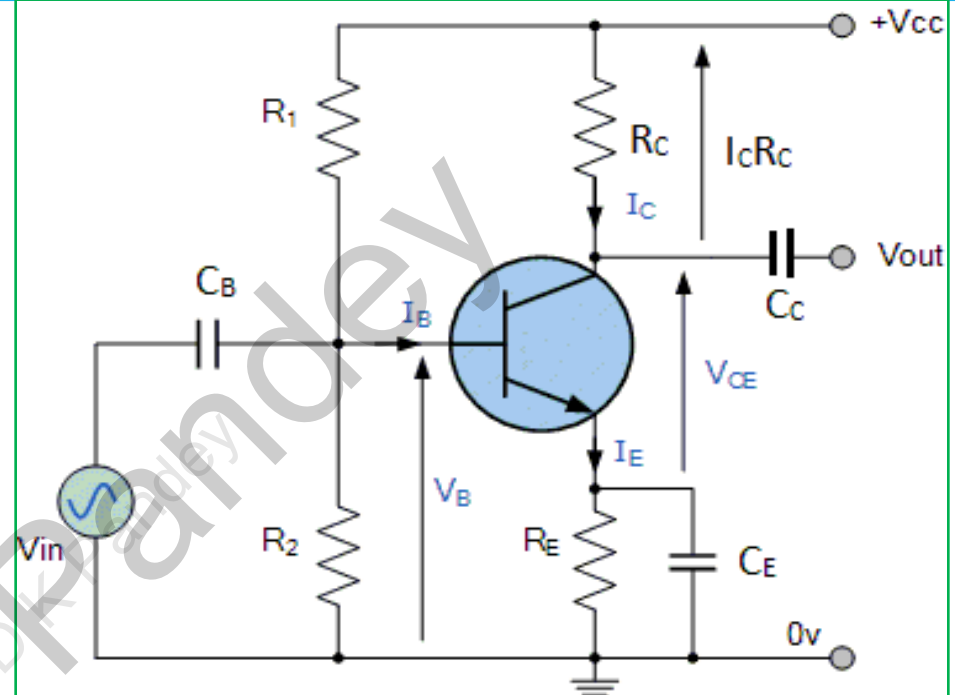 +Vcc
R1
RC
ICRC
IC
Vout
CB
IB
CC
VCE
IE
VB
Vin
R2
RE
CE
0v
Pandey
D K Pandey